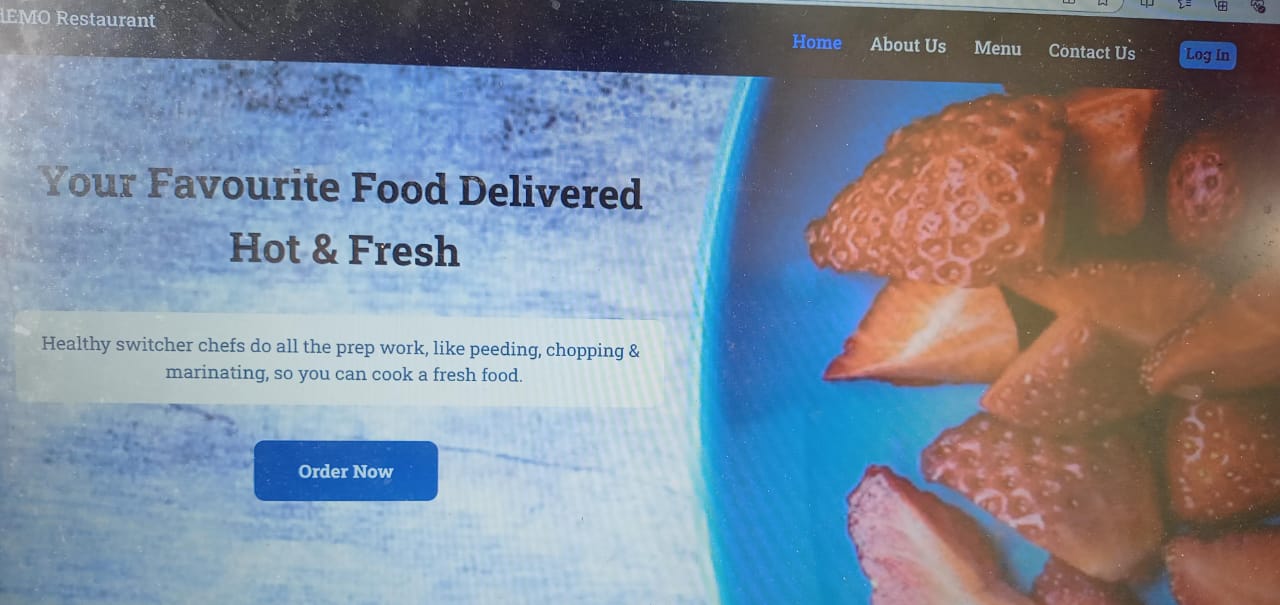 EMO Restaurant
Home About Us Menu Contact Us Log In
Your Favourite Food Delivered
Hot & Fresh
Healthy switcher chefs do all the prep work, like peeding, chopping &
marinating, so you can cook a fresh food.
Order Now